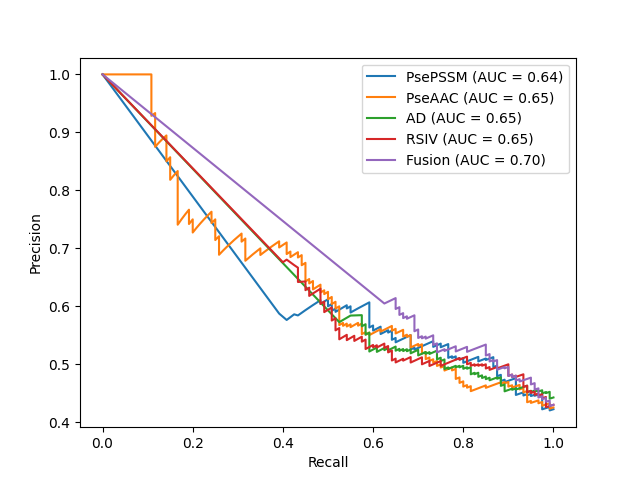 PsePSSM (AUC = 0.64)
PseAAC (AUC = 0.65)
AD (AUC = 0.65)
RSIV (AUC = 0.65)
Fusion (AUC = 0.70)
Precision
1.0
0.9
0.8
0.7
0.6
0.5
0.4
0.0 0.2 0.4 0.6 0.8 1.0
Recall